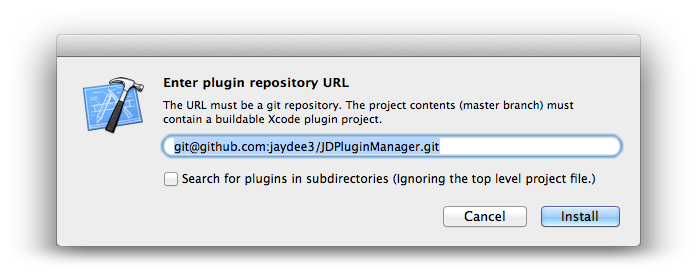 Enter plugin repository URL
The URL must be a git repository. The project contents (master branch) must
contain a buildable Xcode plugin project.
git@github.com:jaydee3/JDPluginManager.git
Search for plugins in subdirectories (Ignoring the top level project file.)
Cancel Install